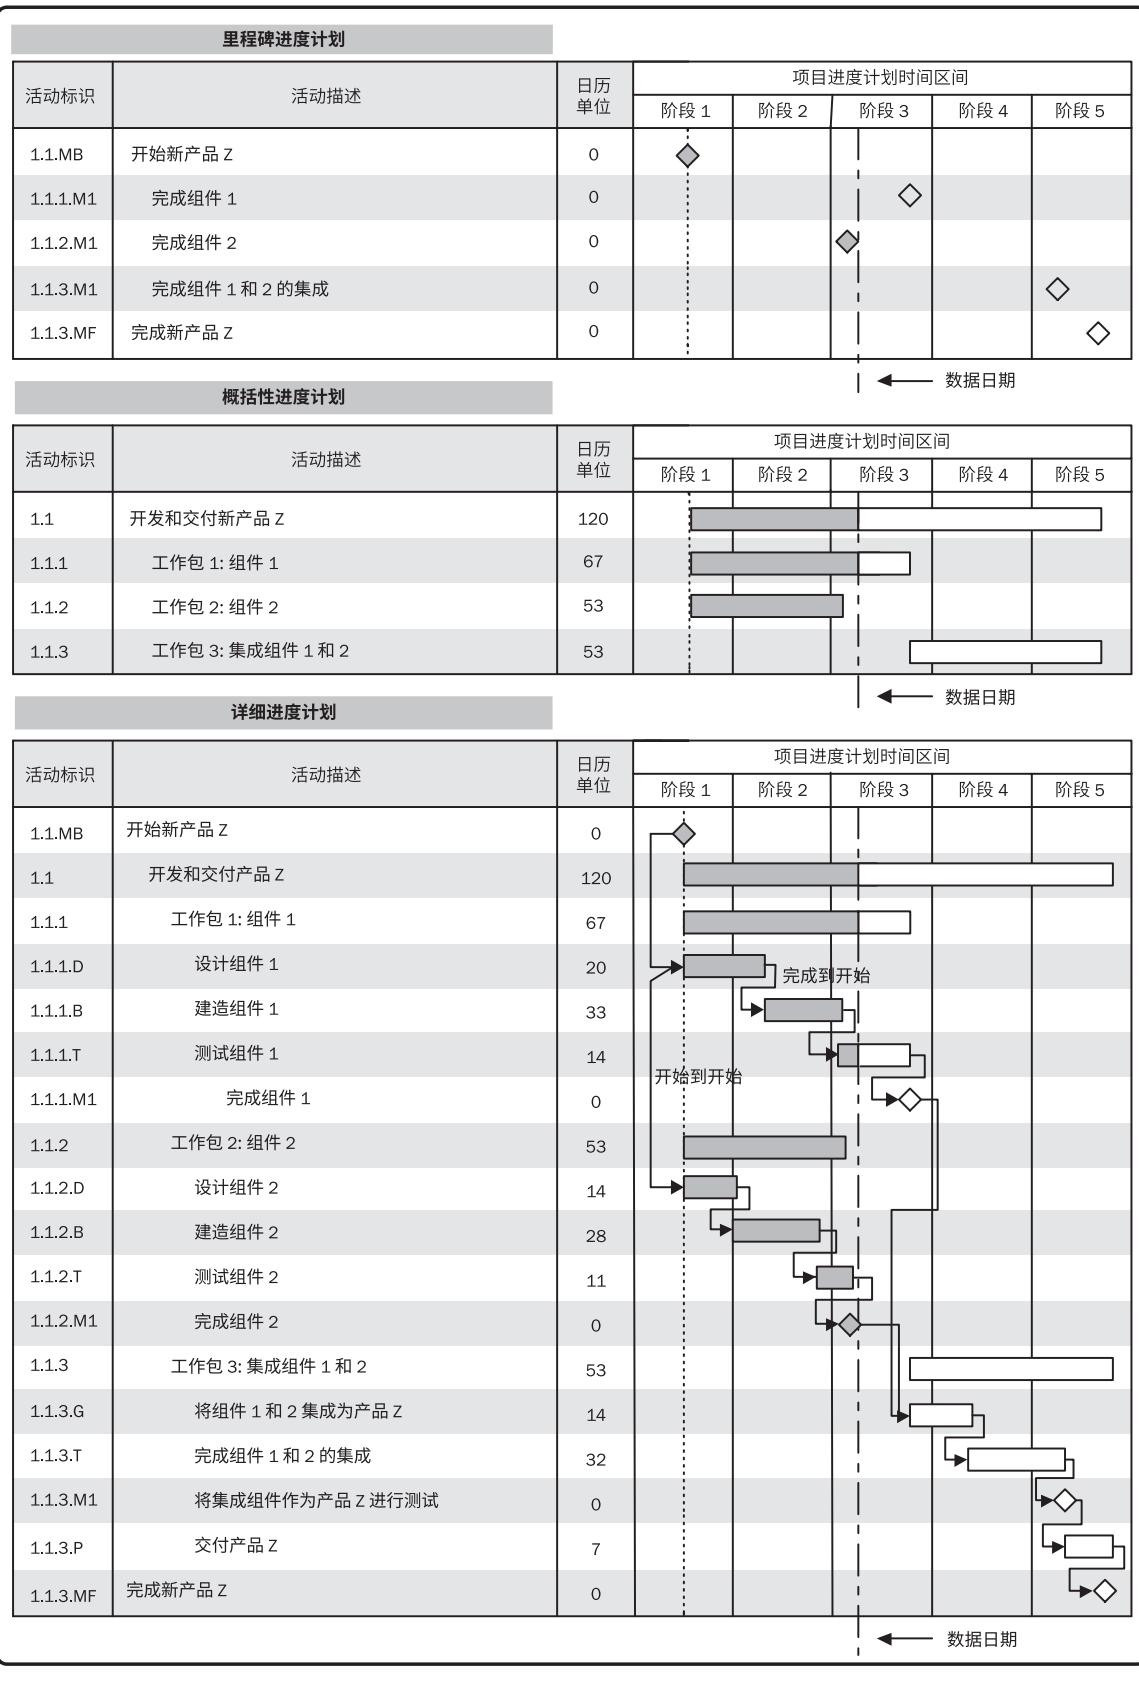 里程碑进度计划
活动标识 活动描述 日历单位 项目进度计划时间区间
阶段 1 阶段 2 阶段 3 阶段 4 阶段 5
1.1.MB 开始新产品 Z 0
1.1.1.M1 完成组件 1 0
1.1.2.M1 完成组件 2 0
1.1.3.M1 完成组件 1 和 2 的集成 0
1.1.3.MF 完成新产品 Z 0
数据日期
概括性进度计划
活动标识 活动描述 日历单位 项目进度计划时间区间
阶段 1 阶段 2 阶段 3 阶段 4 阶段 5
1.1 开发和交付新产品 Z 120
1.1.1 工作包 1: 组件 1 67
1.1.2 工作包 2: 组件 2 53
1.1.3 工作包 3: 集成组件 1 和 2 53
数据日期
详细进度计划
活动标识 活动描述 日历单位 项目进度计划时间区间
阶段 1 阶段 2 阶段 3 阶段 4 阶段 5
1.1.MB 开始新产品 Z 0
1.1 开发和交付产品 Z 120
1.1.1 工作包 1: 组件 1 67
1.1.1.D 设计组件 1 20 完成到开始
1.1.1.B 建造组件 1 33
1.1.1.T 测试组件 1 14
开始到开始
1.1.1.M1 完成组件 1 0
1.1.2 工作包 2: 组件 2 53
1.1.2.D 设计组件 2 14
1.1.2.B 建造组件 2 28
1.1.2.T 测试组件 2 11
1.1.2.M1 完成组件 2 0
1.1.3 工作包 3: 集成组件 1 和 2 53
1.1.3.G 将组件 1 和 2 集成为产品 Z 14
1.1.3.T 完成组件 1 和 2 的集成 32
1.1.3.M1 将集成组件作为产品 Z 进行测试 0
1.1.3.P 交付产品 Z 7
1.1.3.MF 完成新产品 Z 0
数据日期